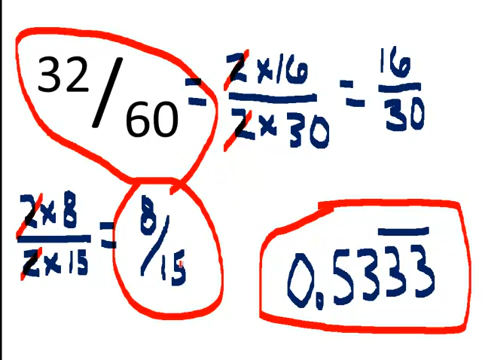 32/60 = 2 × 16 / 2 × 30 = 16 / 30
2 × 8 / 2 × 15 = 8/15
0.5333